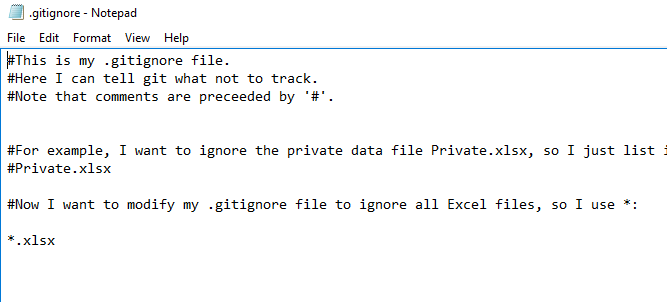 .gitignore - Notepad
File Edit Format View Help
#This is my .gitignore file.
#Here I can tell git what not to track.
#Note that comments are preceeded by '#'.
#For example, I want to ignore the private data file Private.xlsx, so I just list
#Private.xlsx
#Now I want to modify my .gitignore file to ignore all Excel files, so I use *:
*.xlsx